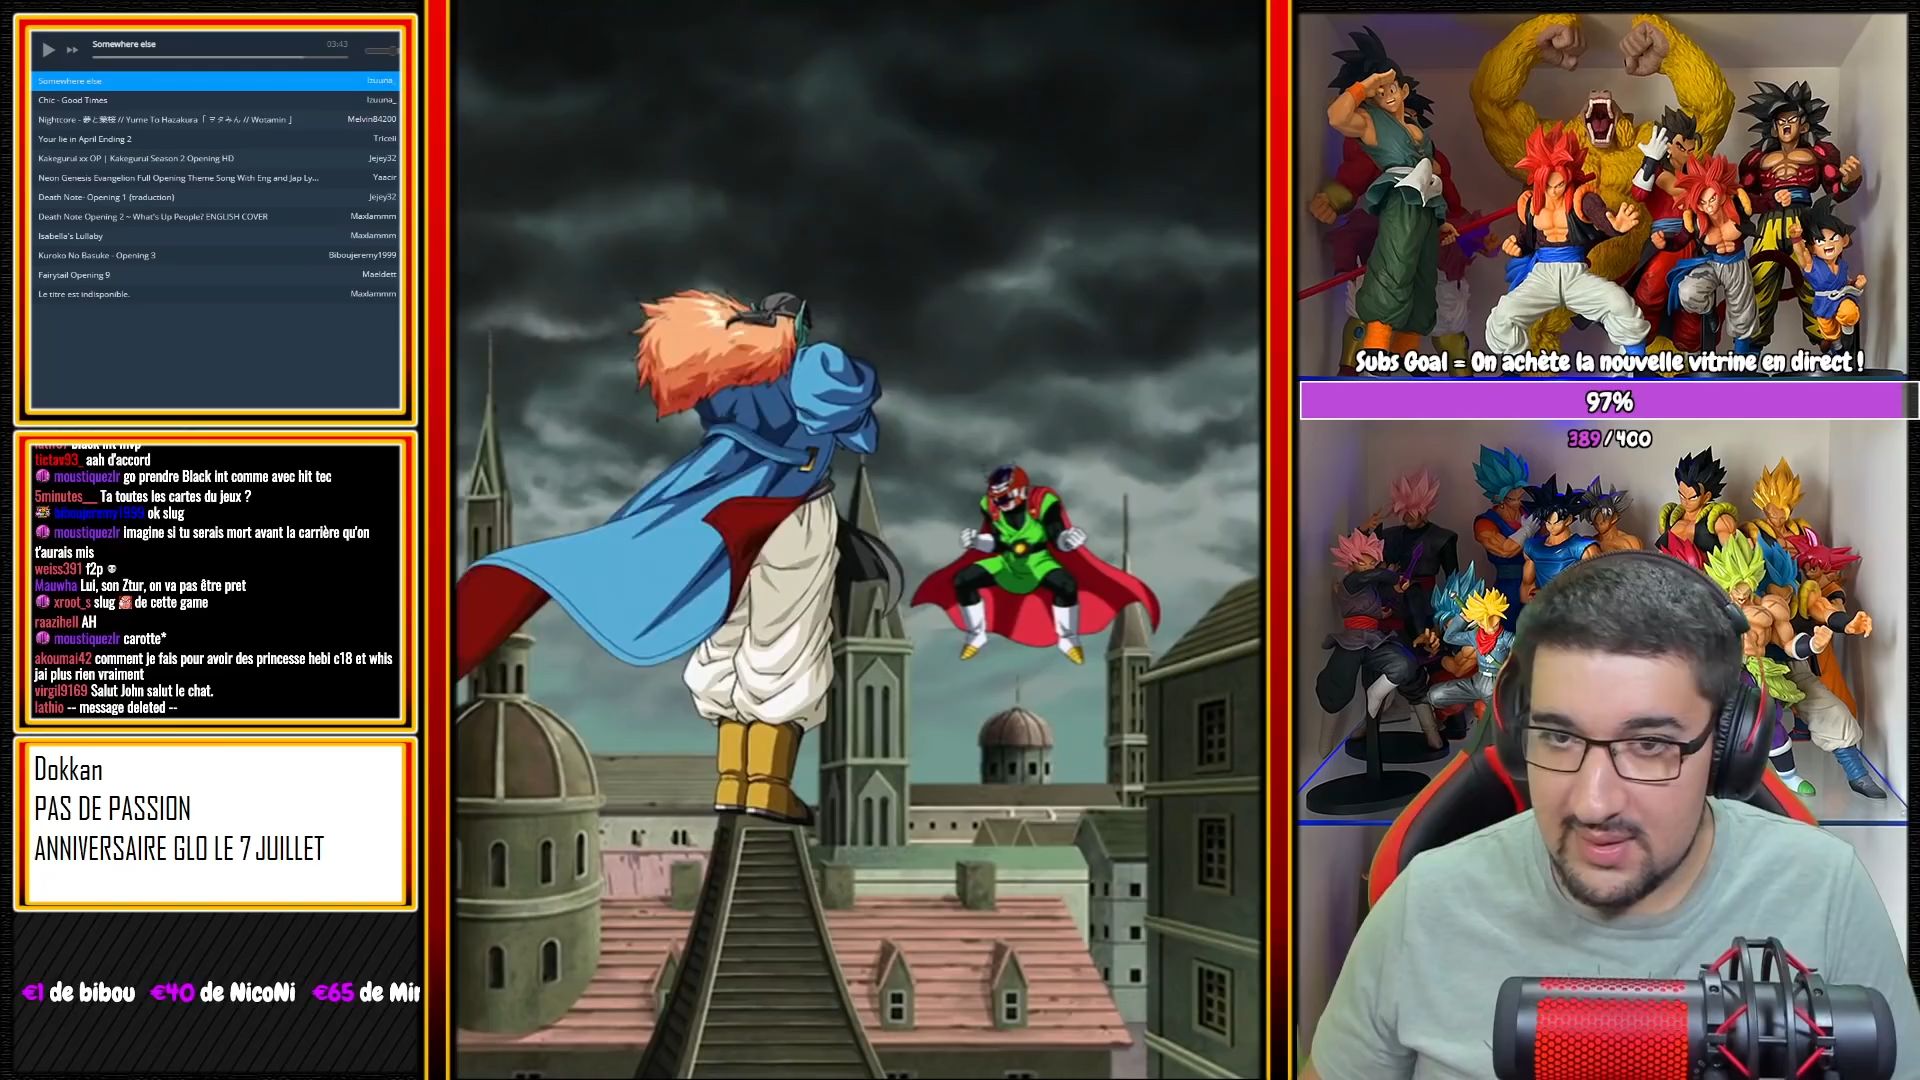 Somewhere else 03:43
Somewhere else Izuuna_
Chic - Good Times Izuuna_
Melvin84200
Your lie in April Ending 2 Triceii
Kakegurui xx OP | Kakegurui Season 2 Opening HD Jejey32
Neon Genesis Evangelion Full Opening Theme Song With Eng and Jap Ly... Yaacir
Death Note- Opening 1 (traduction) Jejey32
Death Note Opening 2 ~ What's Up People? ENGLISH COVER Maxlammm
Isabella's Lullaby Maxlammm
Kuroko No Basuke - Opening 3 Biboujeremy1999
Fairytail Opening 9 Maeldett
Le titre est indisponible. Maxlammm
tictav93_ aah d'accord
moustiquezlr go prendre Black int comme avec hit tec
5minutes__ Ta toutes les cartes du jeux ?
biboujeremy1999 ok slug
moustiquezlr imagine si tu serais mort avant la carrière qu'on
t'aurais mis
weiss391 f2p
Mauwha Lui, son Ztur, on va pas être pret
xroot_s slug de cette game
raazihell AH
moustiquezlr carotte*
akoumai42 comment je fais pour avoir des princesse hebi c18 et whis
jai plus rien vraiment
virgil9169 Salut John salut le chat.
lathio -- message deleted --
Dokkan
PAS DE PASSION
ANNIVERSAIRE GLO LE 7 JUILLET
€1 de bibou €40 de NicoNi €65 de
Subs Goal = On achète la nouvelle vitrine en direct !
97%
389/400